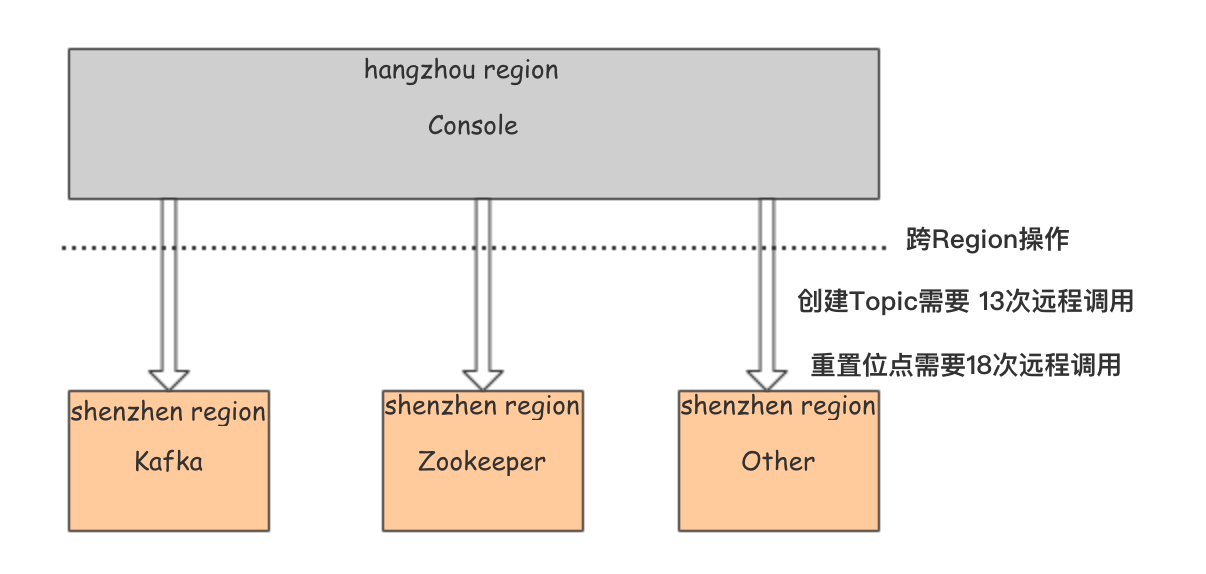 hangzhou region
Console
跨Region操作
创建Topic需要 13次远程调用
重置位点需要18次远程调用
shenzhen region
Kafka
shenzhen region
Zookeeper
shenzhen region
Other